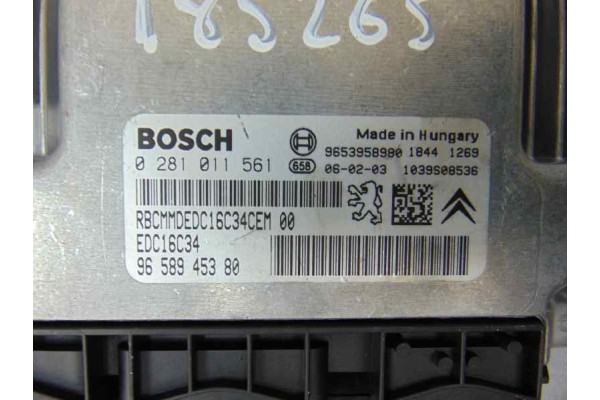 185265
BOSCH
Made in Hungary
9653958980 1844 1269
0 281 011 561 658 06-02-03 1039S08536
RBCMMDEDC16C34CEM 00
EDC16C34
96 589 453 80